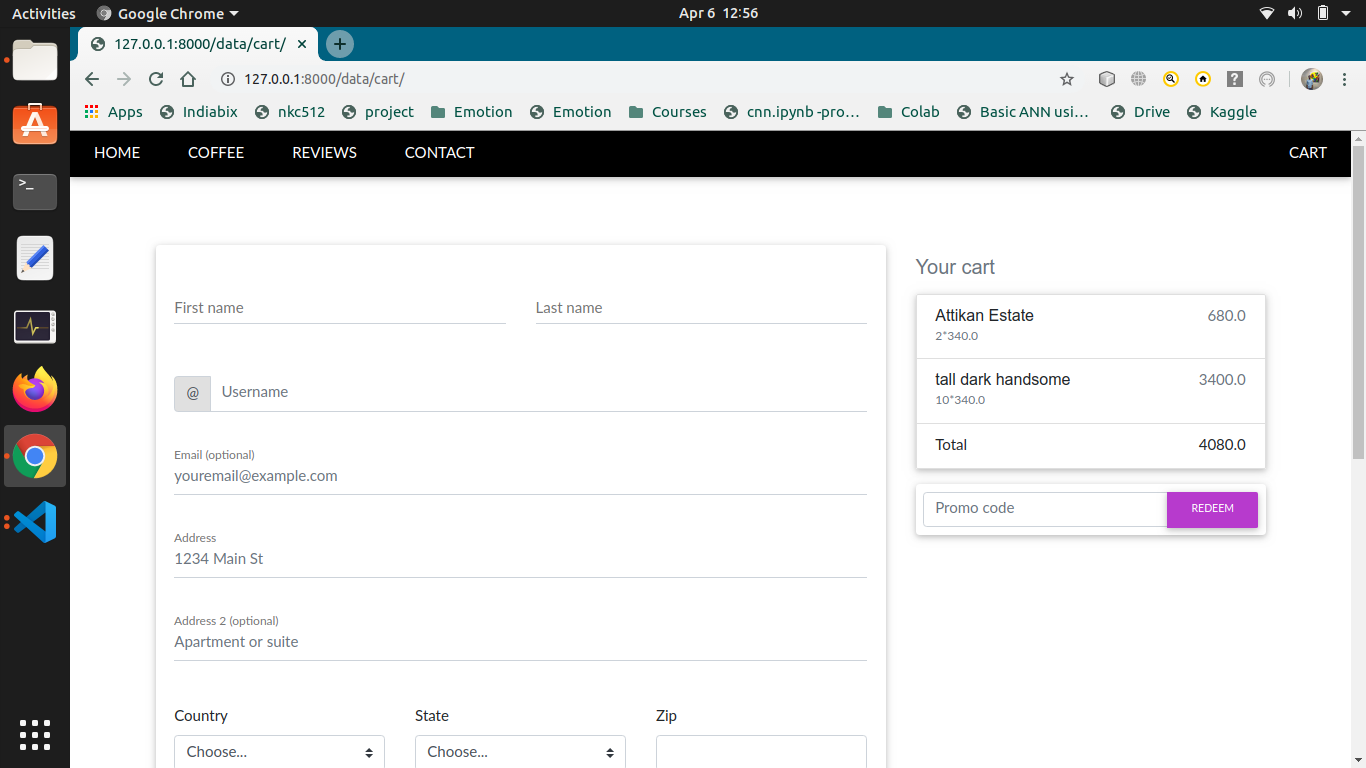 Activities Google Chrome Apr 6 12:56
127.0.0.1:8000/data/cart/
127.0.0.1:8000/data/cart/
Apps Indiabix nkc512 project Emotion Emotion Courses cnn.ipynb -pro… Colab Basic ANN usi… Drive Kaggle
HOME COFFEE REVIEWS CONTACT CART
First name Last name
@ Username
Email (optional)
youremail@example.com
Address
1234 Main St
Address 2 (optional)
Apartment or suite
Country State Zip
Choose... Choose...
Your cart
Attikan Estate 680.0
2*340.0
tall dark handsome 3400.0
10*340.0
Total 4080.0
Promo code REDEEM